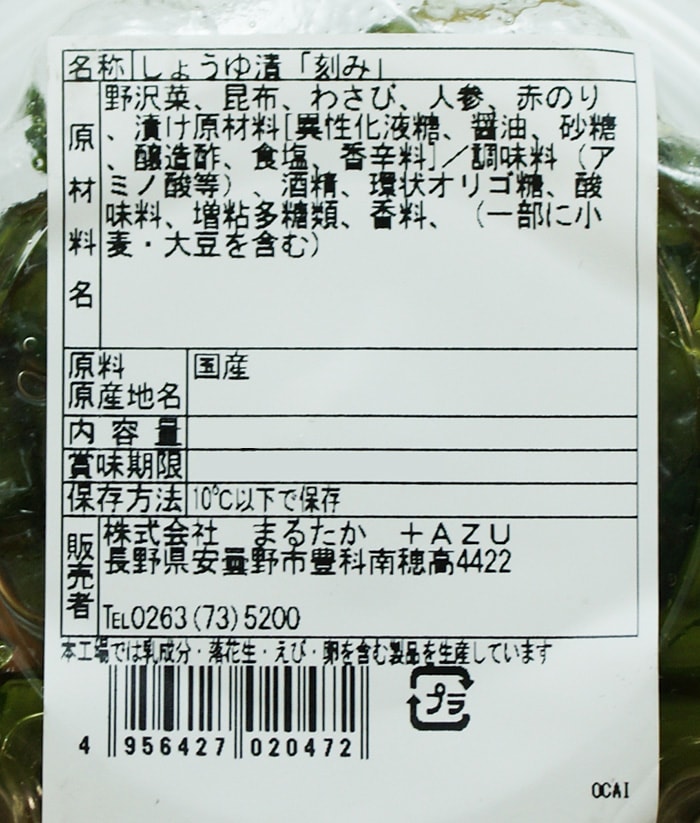 名称 しょうゆ漬「刻み」
原材料名 野沢菜、昆布、わさび、人参、赤のり
、漬け原材料[異性化液糖、醤油、砂糖
、醸造酢、食塩、香辛料]／調味料（ア
ミノ酸等）、酒精、環状オリゴ糖、酸
味料、増粘多糖類、香料、（一部に小
麦・大豆を含む）
原料原産地名 国産
内容量
賞味期限
保存方法 10℃以下で保存
販売者 株式会社 まるたか ＋ＡＺＵ
長野県安曇野市豊科南穂高4422
TEL0263(73)5200
本工場では乳成分・落花生・えび・卵を含む製品を生産しています
プラ
4 956427 020472
OCAI